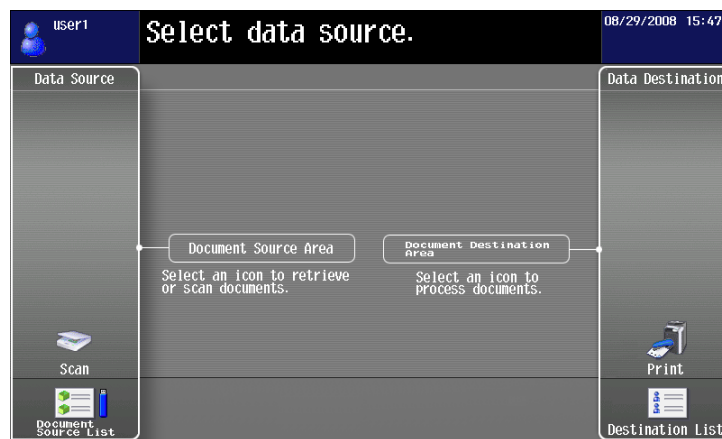 user1
Select data source.
08/29/2008 15:47
Data Source
Data Destination
Document Source Area
Select an icon to retrieve
or scan documents.
Document Destination
Area
Select an icon to
process documents.
Scan
Print
Document
Source List
Destination List